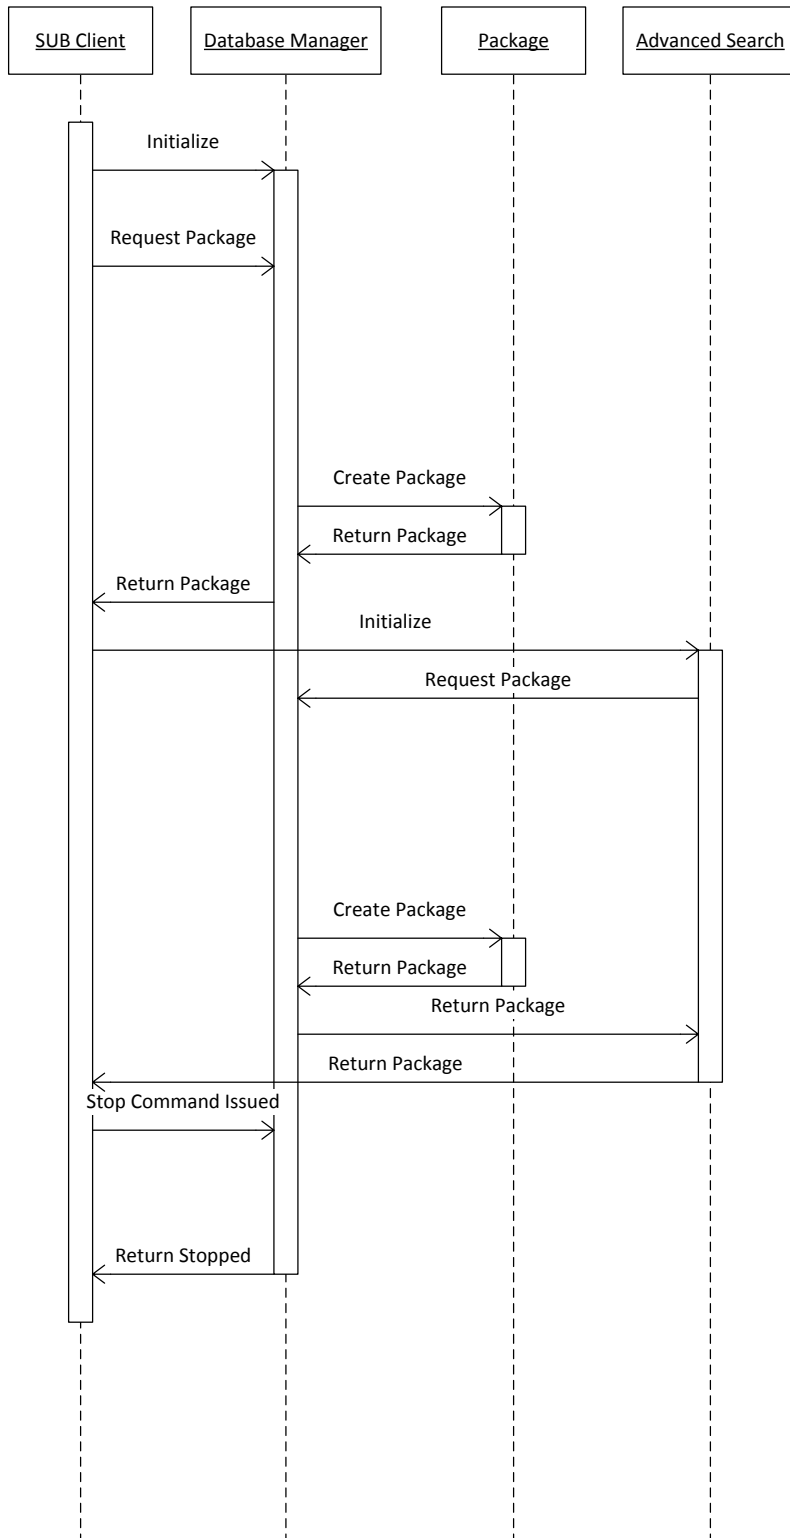 SUB Client
Database Manager
Package
Advanced Search
Initialize
Request Package
Create Package
Return Package
Return Package
Initialize
Request Package
Create Package
Return Package
Return Package
Return Package
Stop Command Issued
Return Stopped